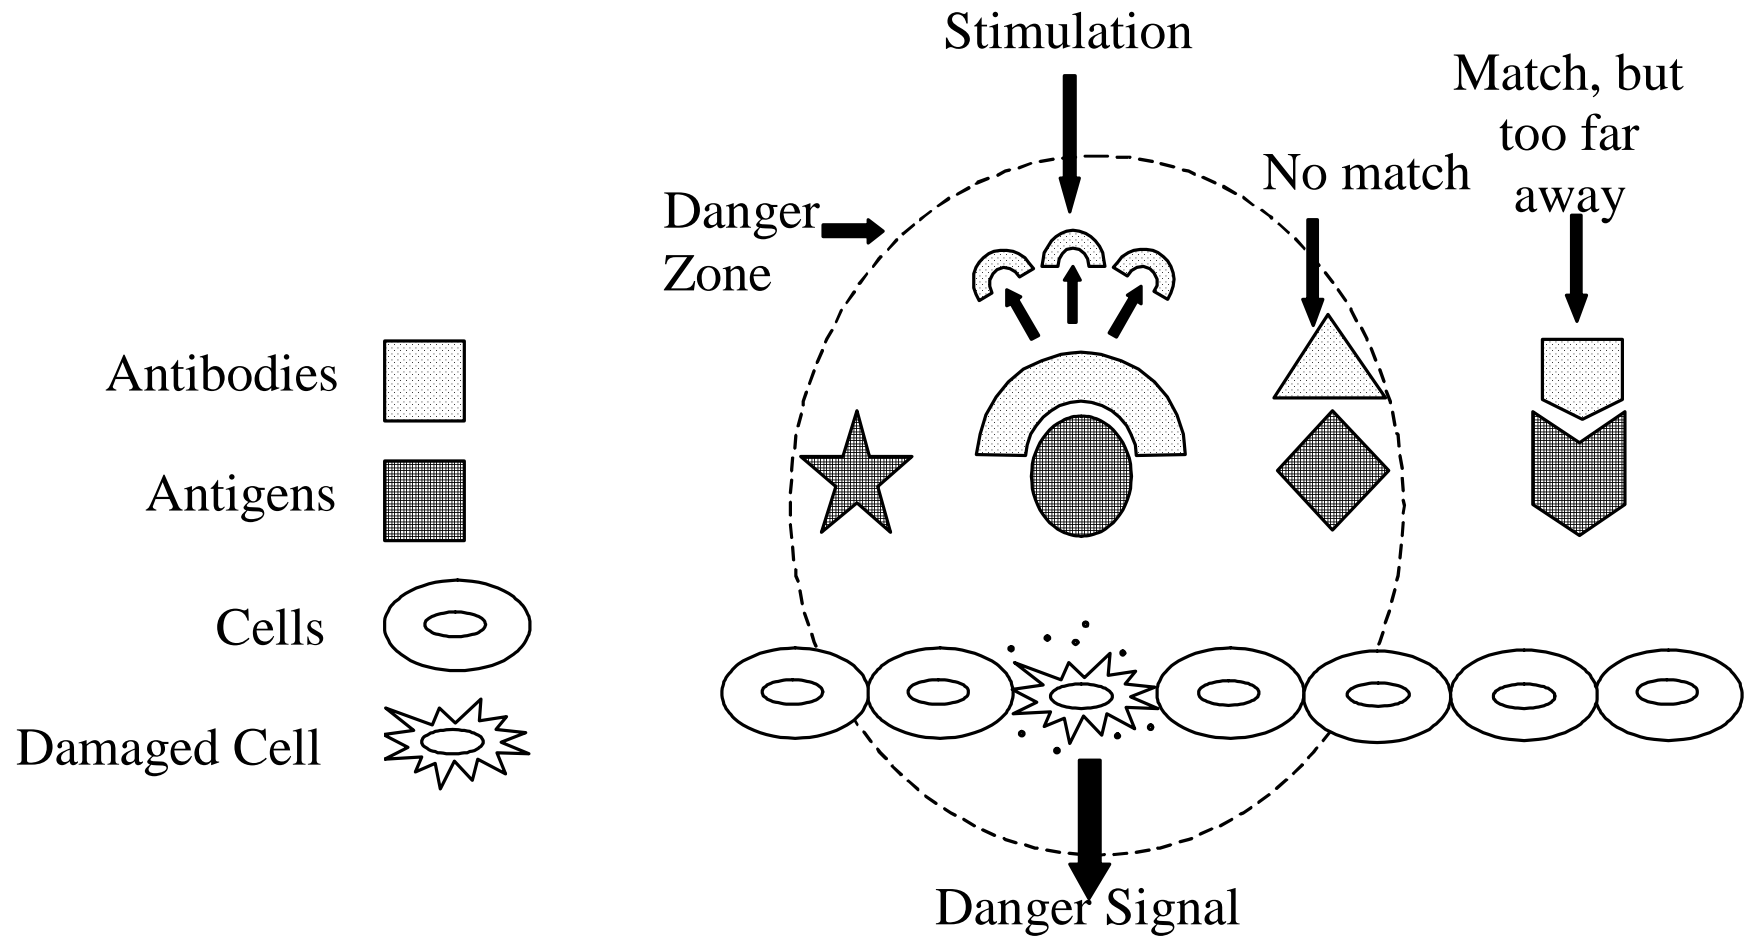 Stimulation
Match, but
too far
away
No match
Danger
Zone
Antibodies
Antigens
Cells
Damaged Cell
Danger Signal